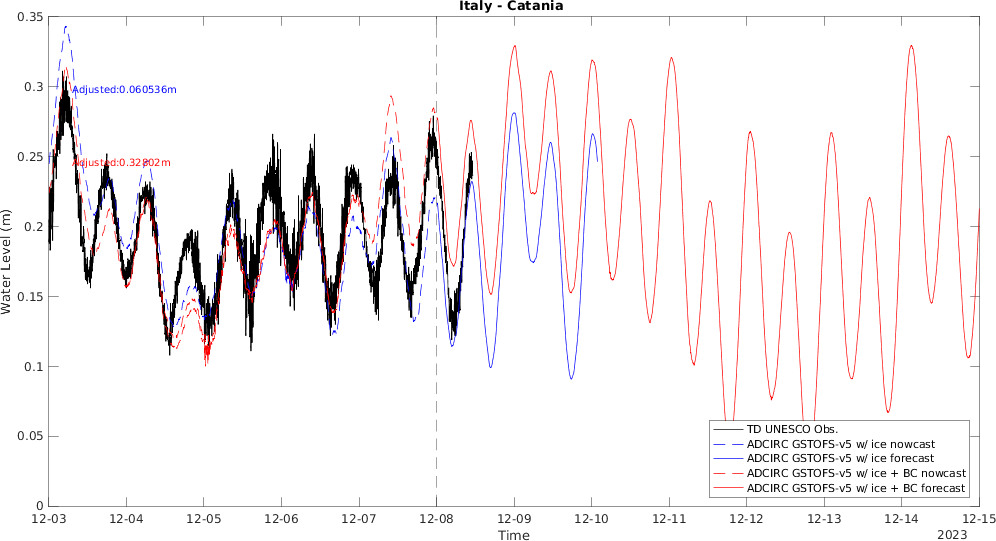 Italy - Catania
Water Level (m)
0.35
0.3
0.25
0.2
0.15
0.1
0.05
0
Adjusted:0.060536m
Adjusted:0.32802m
TD UNESCO Obs.
ADCIRC GSTOFS-v5 w/ ice nowcast
ADCIRC GSTOFS-v5 w/ ice forecast
ADCIRC GSTOFS-v5 w/ ice + BC nowcast
ADCIRC GSTOFS-v5 w/ ice + BC forecast
12-03 12-04 12-05 12-06 12-07 12-08 12-09 12-10 12-11 12-12 12-13 12-14 12-15
Time
2023